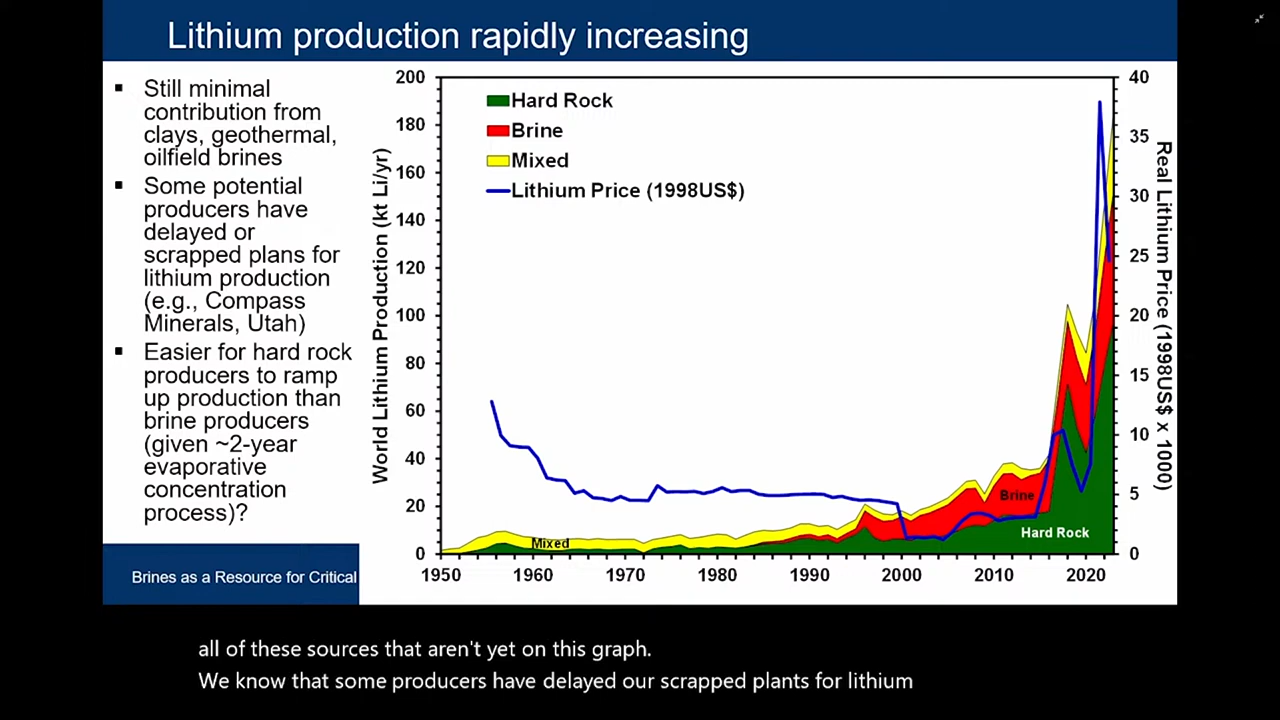 Lithium production rapidly increasing
▪ Still minimal
contribution from
clays, geothermal,
oilfield brines
▪ Some potential
producers have
delayed or
scrapped plans for
lithium production
(e.g., Compass
Minerals, Utah)
▪ Easier for hard rock
producers to ramp
up production than
brine producers
(given ~2-year
evaporative
concentration
process)?
Brines as a Resource for Critical
World Lithium Production (kt Li/yr)
200
180
160
140
120
100
80
60
40
20
0
Hard Rock
Brine
Mixed
Lithium Price (1998US$)
Mixed
Brine
Hard Rock
1950 1960 1970 1980 1990 2000 2010 2020
40
35
30
25
20
15
10
5
0
Real Lithium Price (1998US$ x 1000)
all of these sources that aren't yet on this graph.
We know that some producers have delayed our scrapped plants for lithium